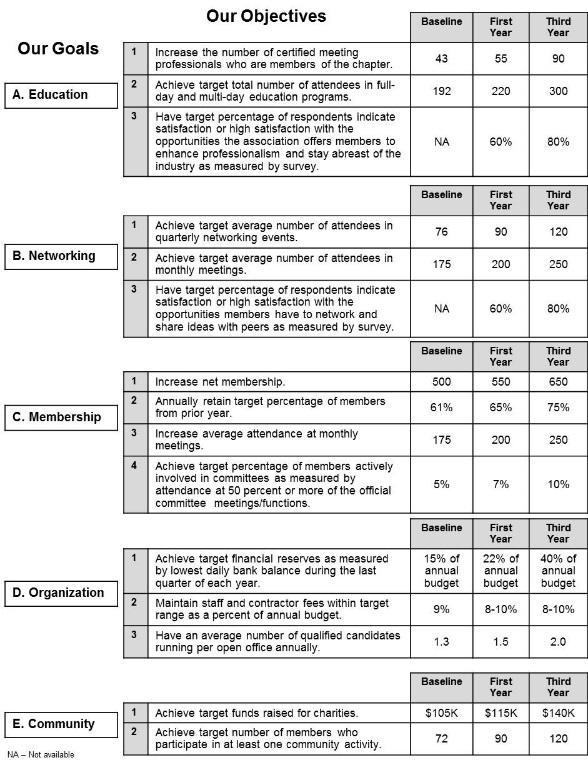 Our Objectives
Our Goals
Baseline First Year Third Year
A. Education
1 Increase the number of certified meeting
professionals who are members of the chapter. 43 55 90
2 Achieve target total number of attendees in full-
day and multi-day education programs. 192 220 300
3 Have target percentage of respondents indicate
satisfaction or high satisfaction with the
opportunities the association offers members to
enhance professionalism and stay abreast of the
industry as measured by survey. NA 60% 80%
Baseline First Year Third Year
B. Networking
1 Achieve target average number of attendees in
quarterly networking events. 76 90 120
2 Achieve target average number of attendees in
monthly meetings. 175 200 250
3 Have target percentage of respondents indicate
satisfaction or high satisfaction with the
opportunities members have to network and
share ideas with peers as measured by survey. NA 60% 80%
Baseline First Year Third Year
C. Membership
1 Increase net membership. 500 550 650
2 Annually retain target percentage of members
from prior year. 61% 65% 75%
3 Increase average attendance at monthly
meetings. 175 200 250
4 Achieve target percentage of members actively
involved in committees as measured by
attendance at 50 percent or more of the official
committee meetings/functions. 5% 7% 10%
Baseline First Year Third Year
D. Organization
1 Achieve target financial reserves as measured
by lowest daily bank balance during the last
quarter of each year. 15% of annual budget 22% of annual budget 40% of annual budget
2 Maintain staff and contractor fees within target
range as a percent of annual budget. 9% 8-10% 8-10%
3 Have an average number of qualified candidates
running per open office annually. 1.3 1.5 2.0
Baseline First Year Third Year
E. Community
1 Achieve target funds raised for charities. $105K $115K $140K
2 Achieve target number of members who
participate in at least one community activity. 72 90 120
NA – Not available